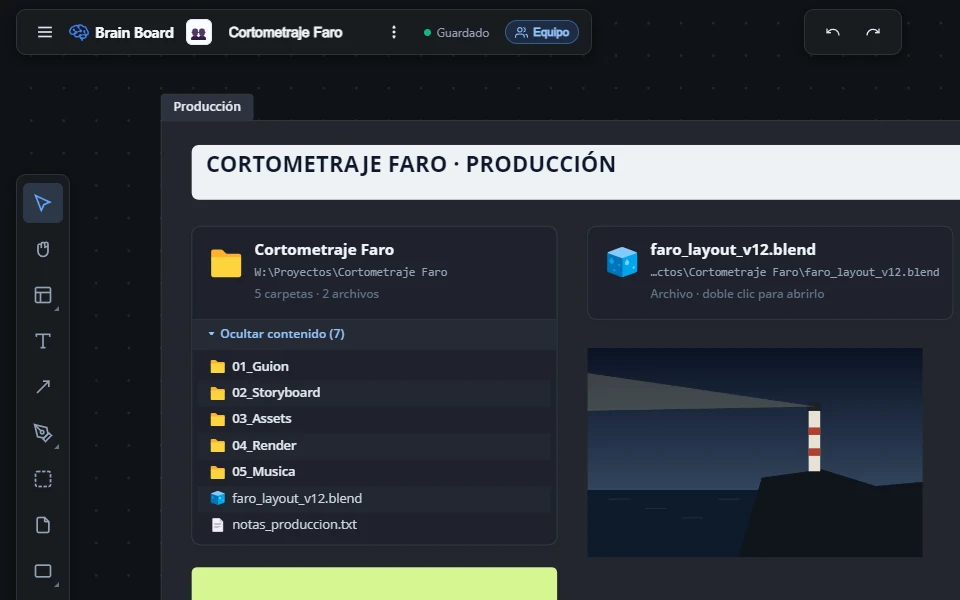 Brain Board
Cortometraje Faro
Guardado
Equipo
Producción
CORTOMETRAJE FARO · PRODUCCIÓN
Cortometraje Faro
W:\Proyectos\Cortometraje Faro
5 carpetas · 2 archivos
Ocultar contenido (7)
01_Guion
02_Storyboard
03_Assets
04_Render
05_Musica
faro_layout_v12.blend
notas_produccion.txt
faro_layout_v12.blend
…ctos\Cortometraje Faro\faro_layout_v12.blend
Archivo · doble clic para abrirlo